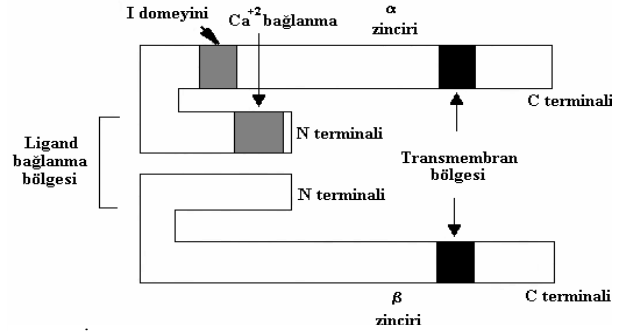 I domeyini
Ca+2 bağlanma
α
zinciri
C terminali
N terminali
Ligand
bağlanma
bölgesi
Transmembran
bölgesi
N terminali
β
zinciri
C terminali